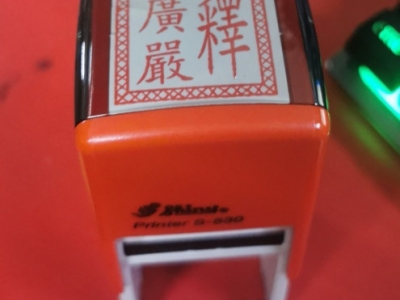 釋
廣嚴
Shiny
Printer S-830